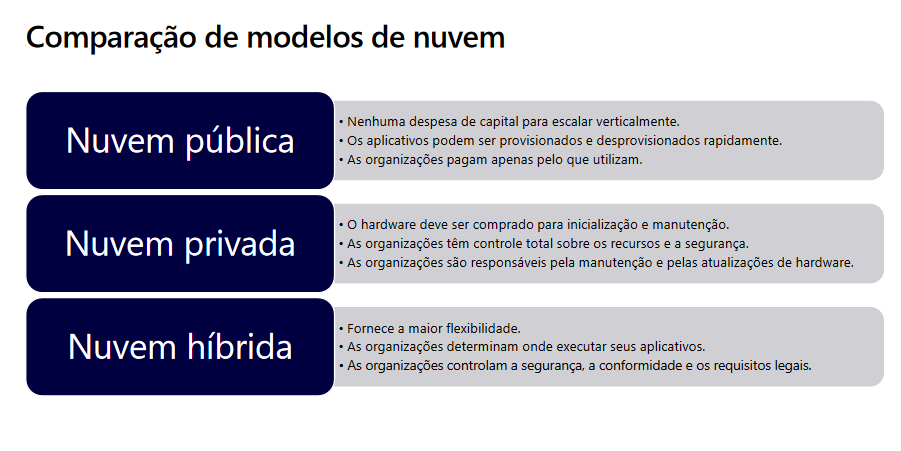 Comparação de modelos de nuvem
Nuvem pública
• Nenhuma despesa de capital para escalar verticalmente.
• Os aplicativos podem ser provisionados e desprovisionados rapidamente.
• As organizações pagam apenas pelo que utilizam.
Nuvem privada
• O hardware deve ser comprado para inicialização e manutenção.
• As organizações têm controle total sobre os recursos e a segurança.
• As organizações são responsáveis pela manutenção e pelas atualizações de hardware.
Nuvem híbrida
• Fornece a maior flexibilidade.
• As organizações determinam onde executar seus aplicativos.
• As organizações controlam a segurança, a conformidade e os requisitos legais.